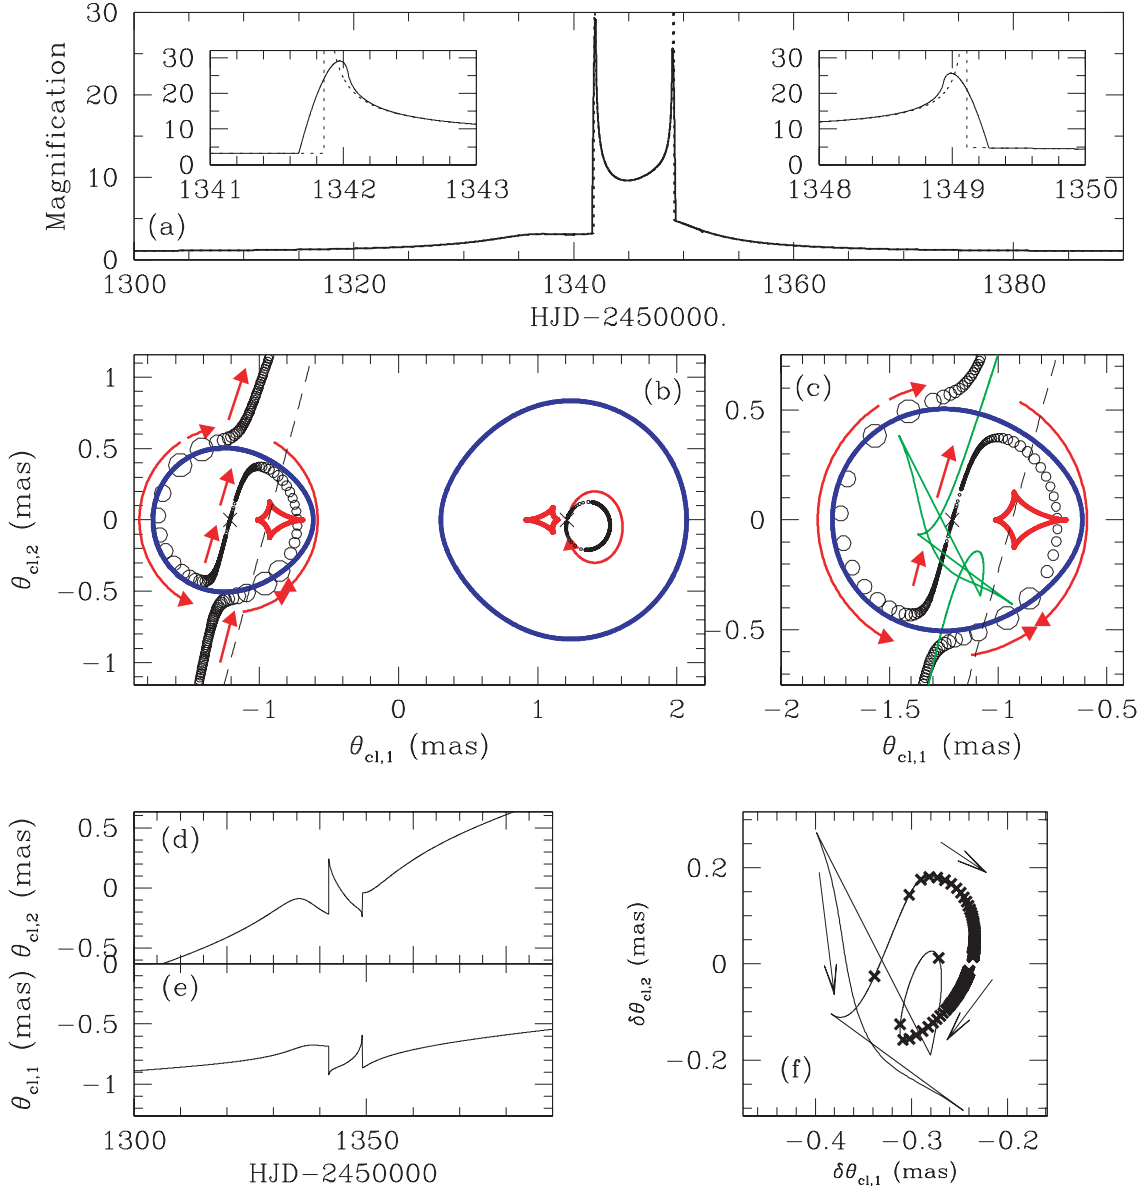 30
20
10
0
Magnification
(a)
30
20
10
0
1341 1342 1343
30
20
10
0
1348 1349 1350
1300 1320 1340 1360 1380
HJD−2450000.
1
0.5
0
−0.5
−1
θcl,2 (mas)
(b)
−1 0 1 2
θcl,1 (mas)
0.5
0
−0.5
(c)
−2 −1.5 −1 −0.5
θcl,1 (mas)
0.5
0
−0.5
θcl,2 (mas)
(d)
0
−0.5
−1
θcl,1 (mas)
(e)
1300 1350
HJD−2450000
0.2
0
−0.2
δθcl,2 (mas)
(f)
−0.4 −0.3 −0.2
δθcl,1 (mas)